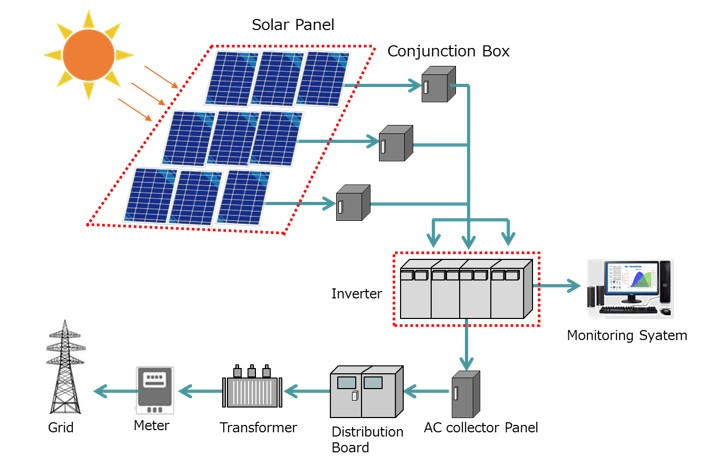 Solar Panel
Conjunction Box
Inverter
Monitoring Syatem
Grid
Meter
Transformer
Distribution
Board
AC collector Panel